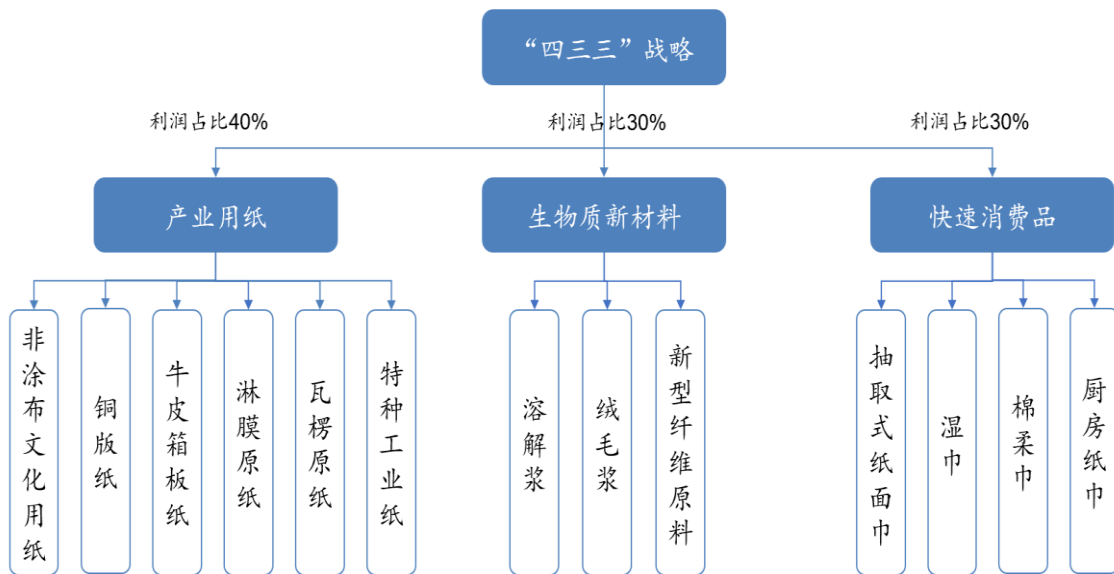 “四三三”战略
利润占比40%
利润占比30%
利润占比30%
产业用纸
生物质新材料
快速消费品
非涂布文化用纸
铜版纸
牛皮箱板纸
淋膜原纸
瓦楞原纸
特种工业纸
溶解浆
绒毛浆
新型纤维原料
抽取式纸面巾
湿巾
棉柔巾
厨房纸巾